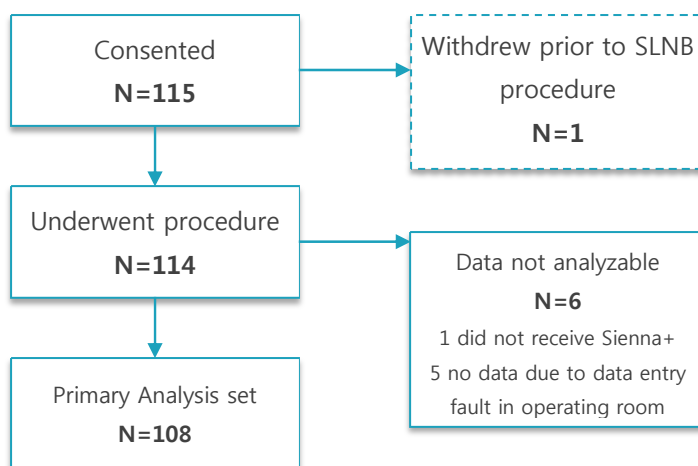 Consented
N=115
Withdrew prior to SLNB
procedure
N=1
Underwent procedure
N=114
Data not analyzable
N=6
1 did not receive Sienna+
5 no data due to data entry
fault in operating room
Primary Analysis set
N=108